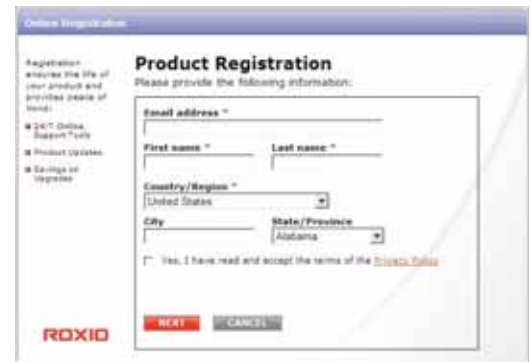 Online Registration
Registration
ensures the life of
your product and
provides peace of
mind:
24/7 Online
Support Tools
Product Updates
Savings on
Upgrades
Product Registration
Please provide the following information:
Email address *
First name * Last name *
Country/Region *
United States
City State/Province
Alabama
Yes, I have read and accept the terms of the Privacy Policy
NEXT CANCEL
ROXIO